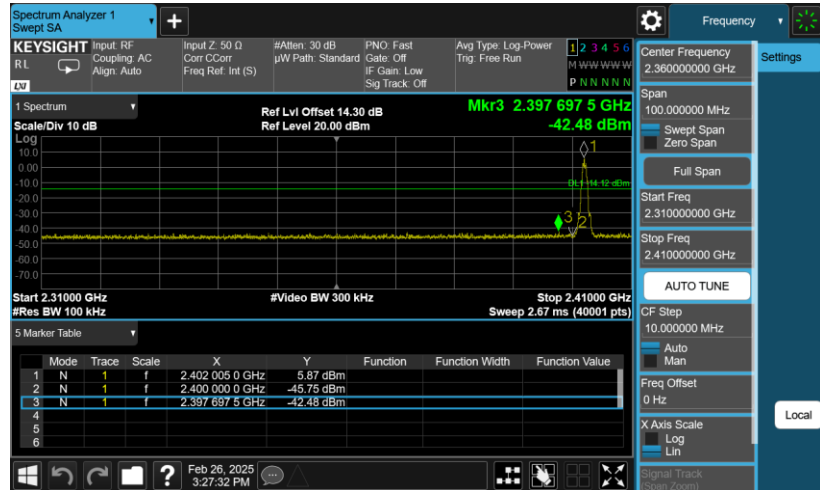 Spectrum Analyzer 1
Swept SA
+
Frequency
KEYSIGHT
RL
LXI
Input: RF
Coupling: AC
Align: Auto
Input Z: 50 Ω
Corr CCorr
Freq Ref: Int (S)
#Atten: 30 dB
µW Path: Standard
PNO: Fast
Gate: Off
IF Gain: Low
Sig Track: Off
Avg Type: Log-Power
Trig: Free Run
1 2 3 4 5 6
M W W W W W
P N N N N N
1 Spectrum
Scale/Div 10 dB
Ref Lvl Offset 14.30 dB
Ref Level 20.00 dBm
Mkr3 2.397 697 5 GHz
-42.48 dBm
Log
10.0
0.00
-10.0
-20.0
-30.0
-40.0
-50.0
-60.0
-70.0
1
DL1 -14.12 dBm
3
2
Start 2.31000 GHz
#Res BW 100 kHz
#Video BW 300 kHz
Stop 2.41000 GHz
Sweep 2.67 ms (40001 pts)
5 Marker Table
Mode Trace Scale X Y Function Function Width Function Value
1 N 1 f 2.402 005 0 GHz 5.87 dBm
2 N 1 f 2.400 000 0 GHz -45.75 dBm
3 N 1 f 2.397 697 5 GHz -42.48 dBm
4
5
6
Feb 26, 2025
3:27:32 PM
?
Center Frequency
2.360000000 GHz
Span
100.000000 MHz
Swept Span
Zero Span
Full Span
Start Freq
2.310000000 GHz
Stop Freq
2.410000000 GHz
AUTO TUNE
CF Step
10.000000 MHz
Auto
Man
Freq Offset
0 Hz
X Axis Scale
Log
Lin
Signal Track
(Span Zoom)
Settings
Local